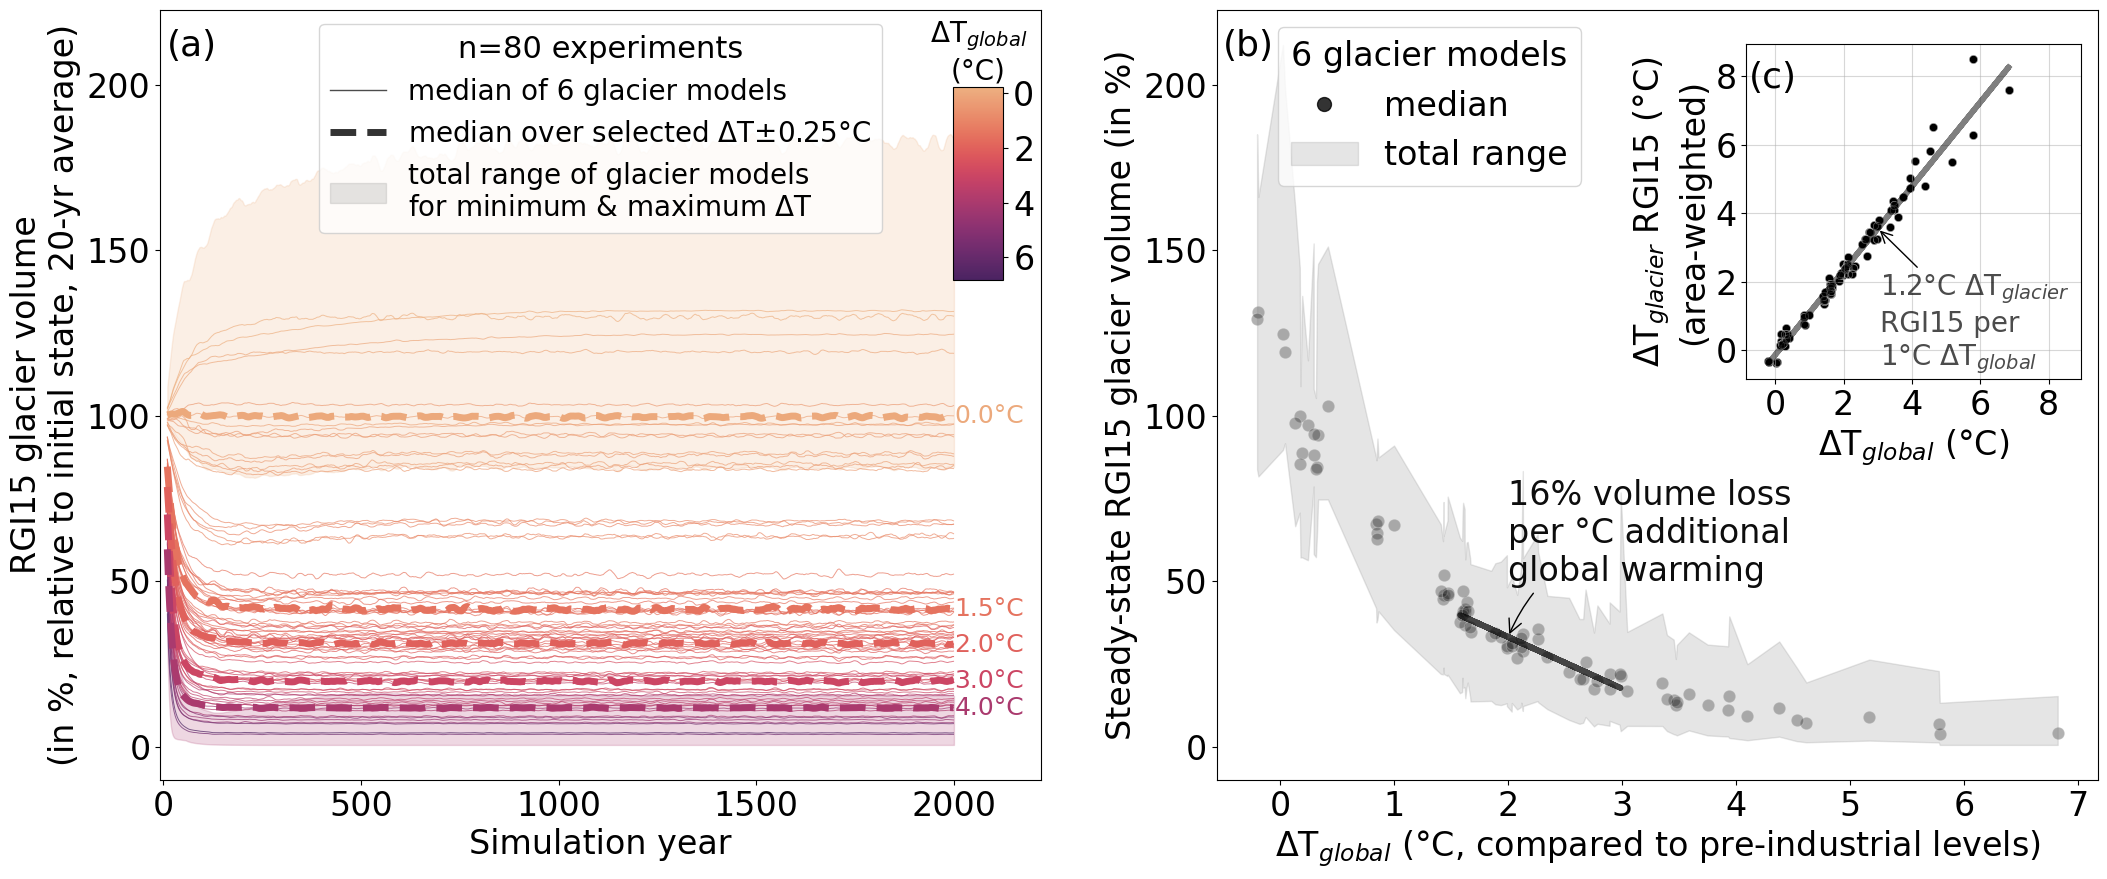 (a)
n=80 experiments
median of 6 glacier models
median over selected ΔT±0.25°C
total range of glacier models
for minimum & maximum ΔT
ΔTglobal
(°C)
0
2
4
6
RGI15 glacier volume
(in %, relative to initial state, 20-yr average)
200
150
100
50
0
0.0°C
1.5°C
2.0°C
3.0°C
4.0°C
0 500 1000 1500 2000
Simulation year
(b)
6 glacier models
median
total range
Steady-state RGI15 glacier volume (in %)
200
150
100
50
0
16% volume loss
per °C additional
global warming
0 1 2 3 4 5 6 7
ΔTglobal (°C, compared to pre-industrial levels)
(c)
ΔTglacier RGI15 (°C)
(area-weighted)
8
6
4
2
0
1.2°C ΔTglacier
RGI15 per
1°C ΔTglobal
0 2 4 6 8
ΔTglobal (°C)